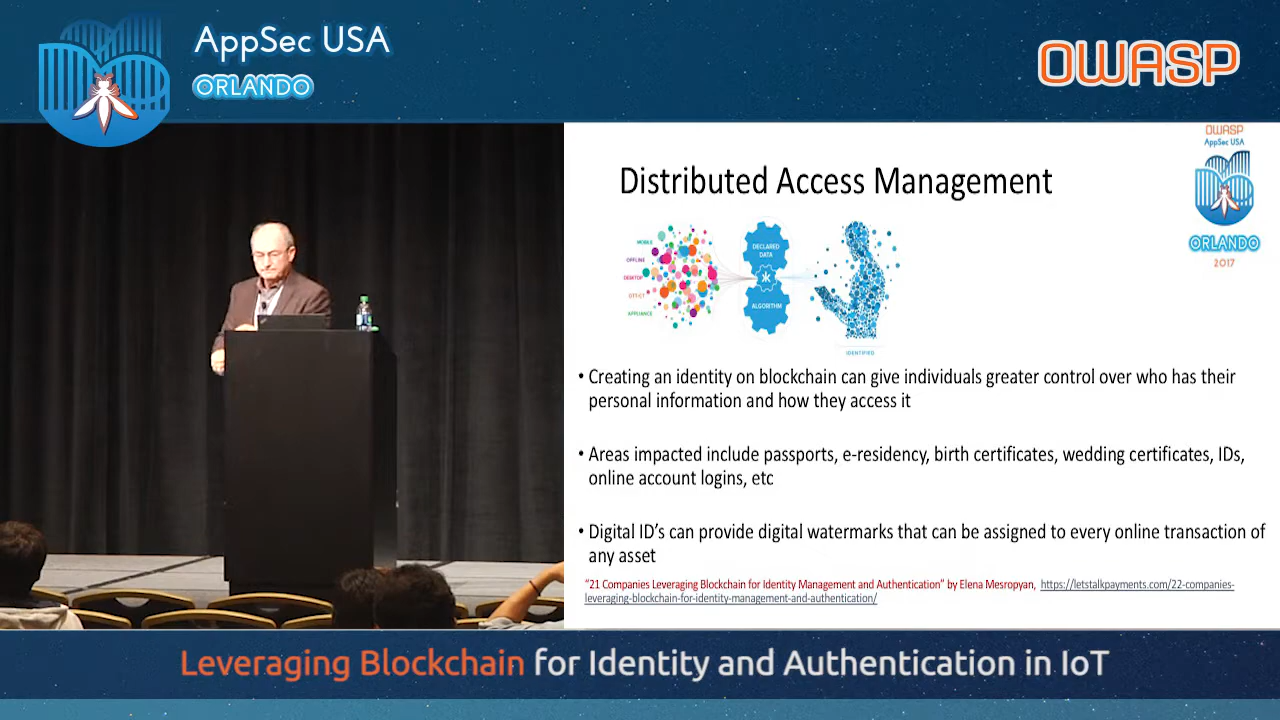 AppSec USA
ORLANDO
OWASP
OWASP
AppSec USA
ORLANDO
2017
Distributed Access Management
MOBILE
OFFLINE
DESKTOP
OTT/CT
APPLIANCE
DECLARED
DATA
ALGORITHM
IDENTIFIED
• Creating an identity on blockchain can give individuals greater control over who has their
personal information and how they access it
• Areas impacted include passports, e-residency, birth certificates, wedding certificates, IDs,
online account logins, etc
• Digital ID’s can provide digital watermarks that can be assigned to every online transaction of
any asset
“21 Companies Leveraging Blockchain for Identity Management and Authentication” by Elena Mesropyan, https://letstalkpayments.com/22-companies-
leveraging-blockchain-for-identity-management-and-authentication/
Leveraging Blockchain for Identity and Authentication in IoT